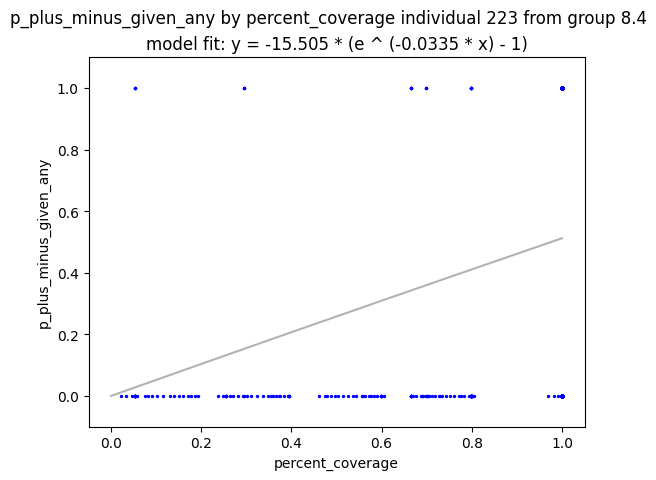 p_plus_minus_given_any by percent_coverage individual 223 from group 8.4
model fit: y = -15.505 * (e ^ (-0.0335 * x) - 1)
1.0
0.8
0.6
0.4
0.2
0.0
p_plus_minus_given_any
0.0 0.2 0.4 0.6 0.8 1.0
percent_coverage